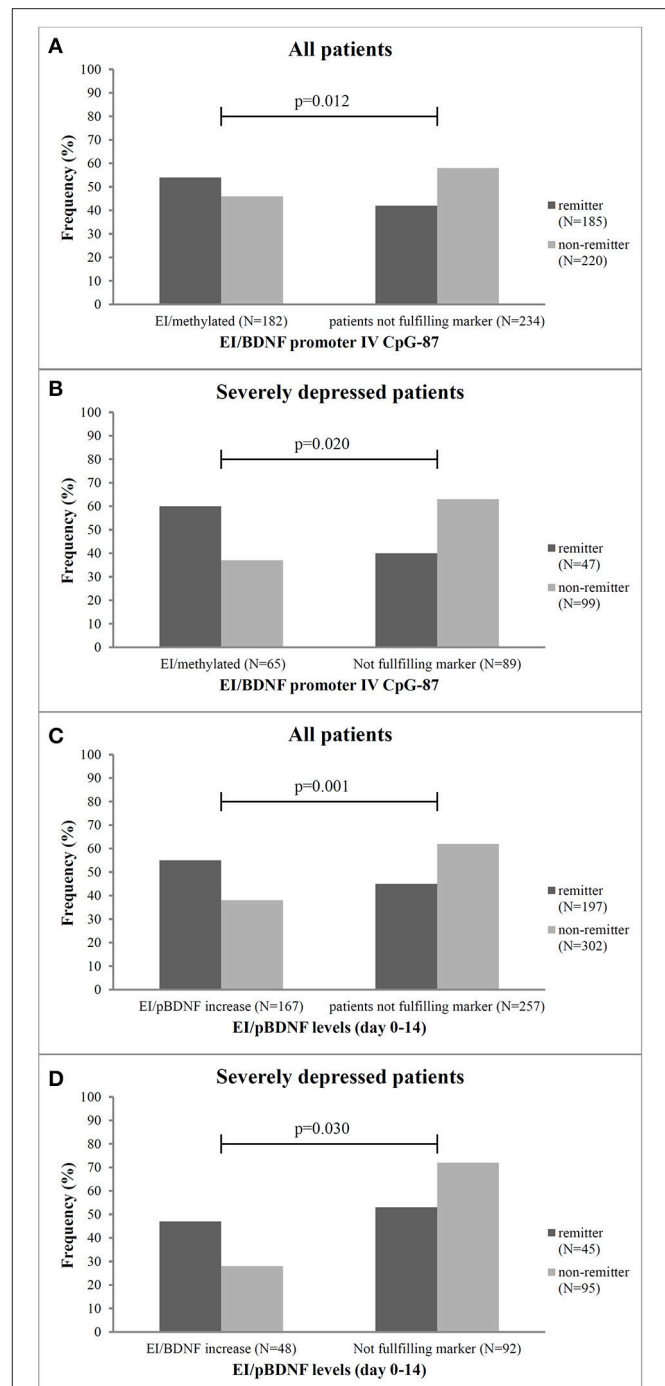 A
All patients
100
90
80
70
60
50
40
30
20
10
0
Frequency (%)
p=0.012
remitter
(N=185)
non-remitter
(N=220)
EI/methylated (N=182)
patients not fulfilling marker (N=234)
EI/BDNF promoter IV CpG-87
B
Severely depressed patients
100
90
80
70
60
50
40
30
20
10
0
Frequency (%)
p=0.020
remitter
(N=47)
non-remitter
(N=99)
EI/methylated (N=65)
Not fullfilling marker (N=89)
EI/BDNF promoter IV CpG-87
C
All patients
100
90
80
70
60
50
40
30
20
10
0
Frequency (%)
p=0.001
remitter
(N=197)
non-remitter
(N=302)
EI/pBDNF increase (N=167)
patients not fulfilling marker (N=257)
EI/pBDNF levels (day 0-14)
D
Severely depressed patients
100
90
80
70
60
50
40
30
20
10
0
Frequency (%)
p=0.030
remitter
(N=45)
non-remitter
(N=95)
EI/BDNF increase (N=48)
Not fullfilling marker (N=92)
EI/pBDNF levels (day 0-14)